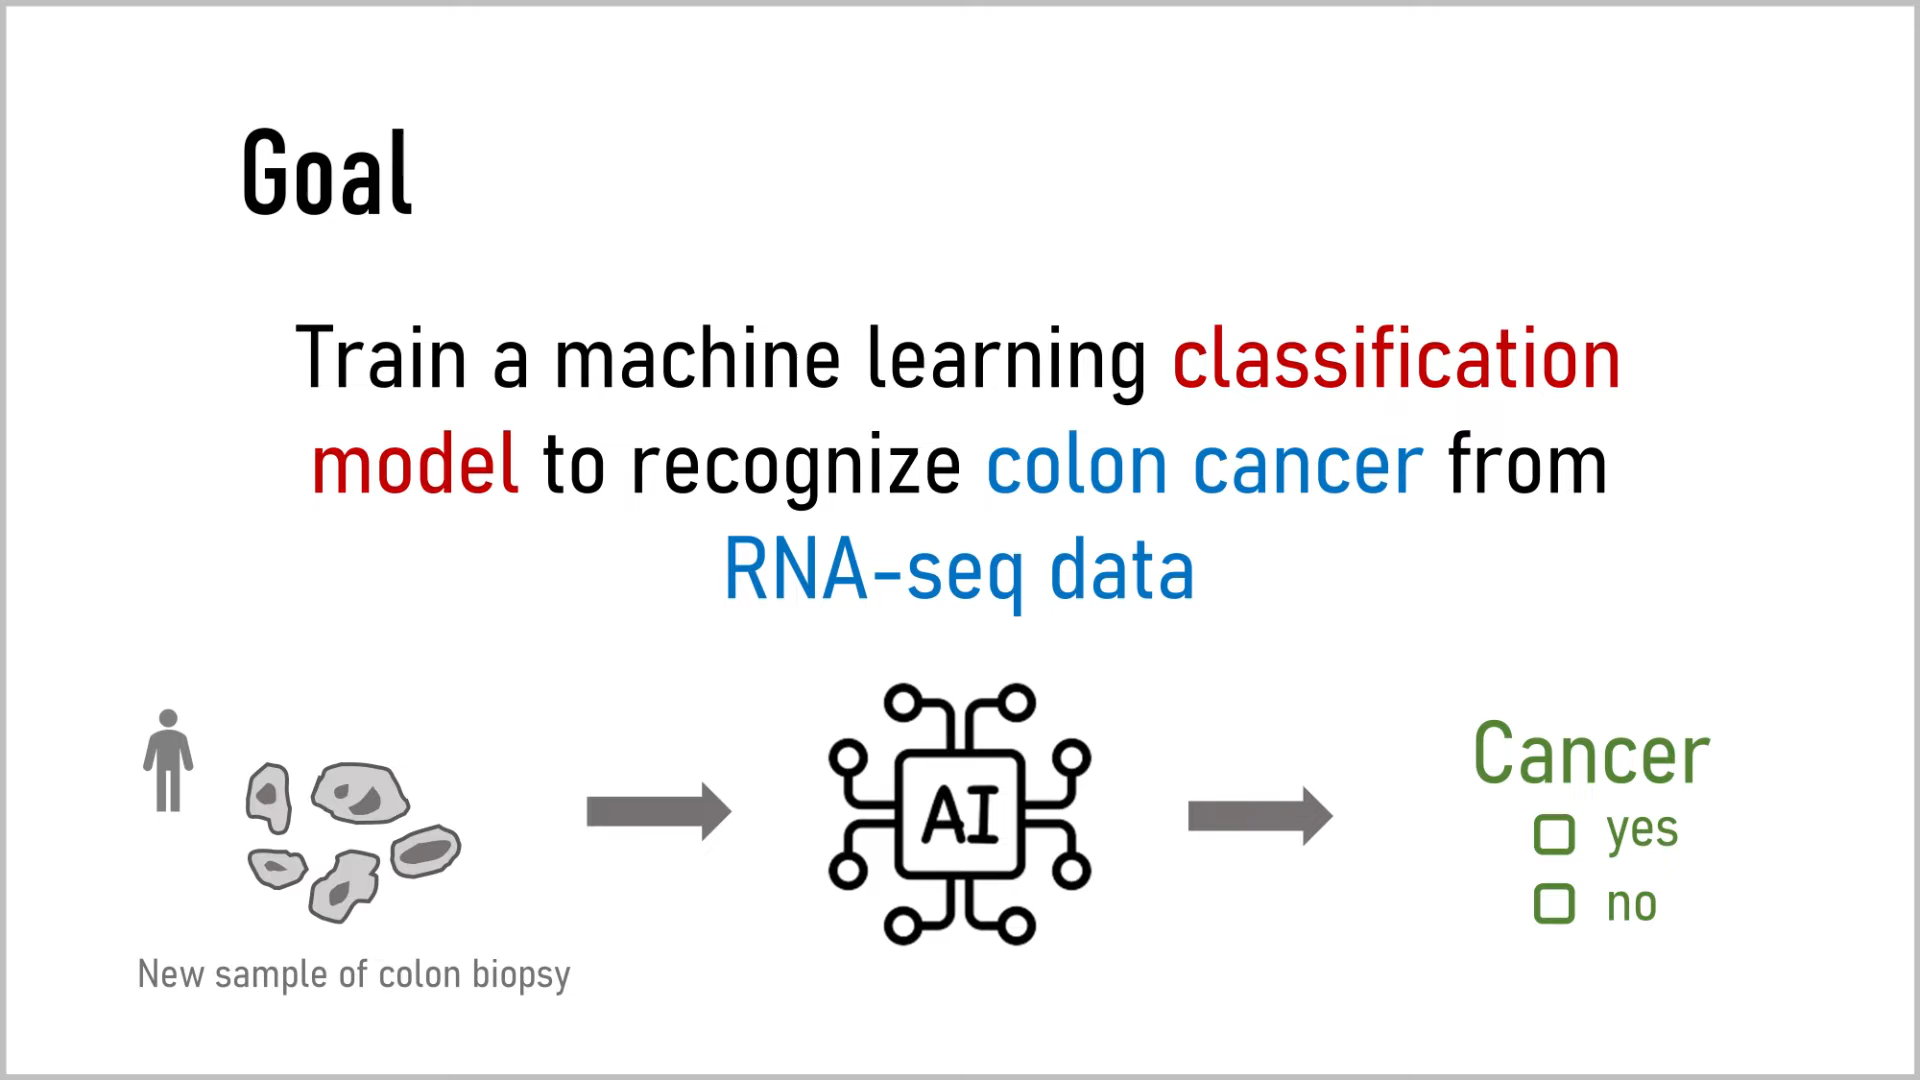 Goal
Train a machine learning classification
model to recognize colon cancer from
RNA-seq data
AI
Cancer
yes
no
New sample of colon biopsy